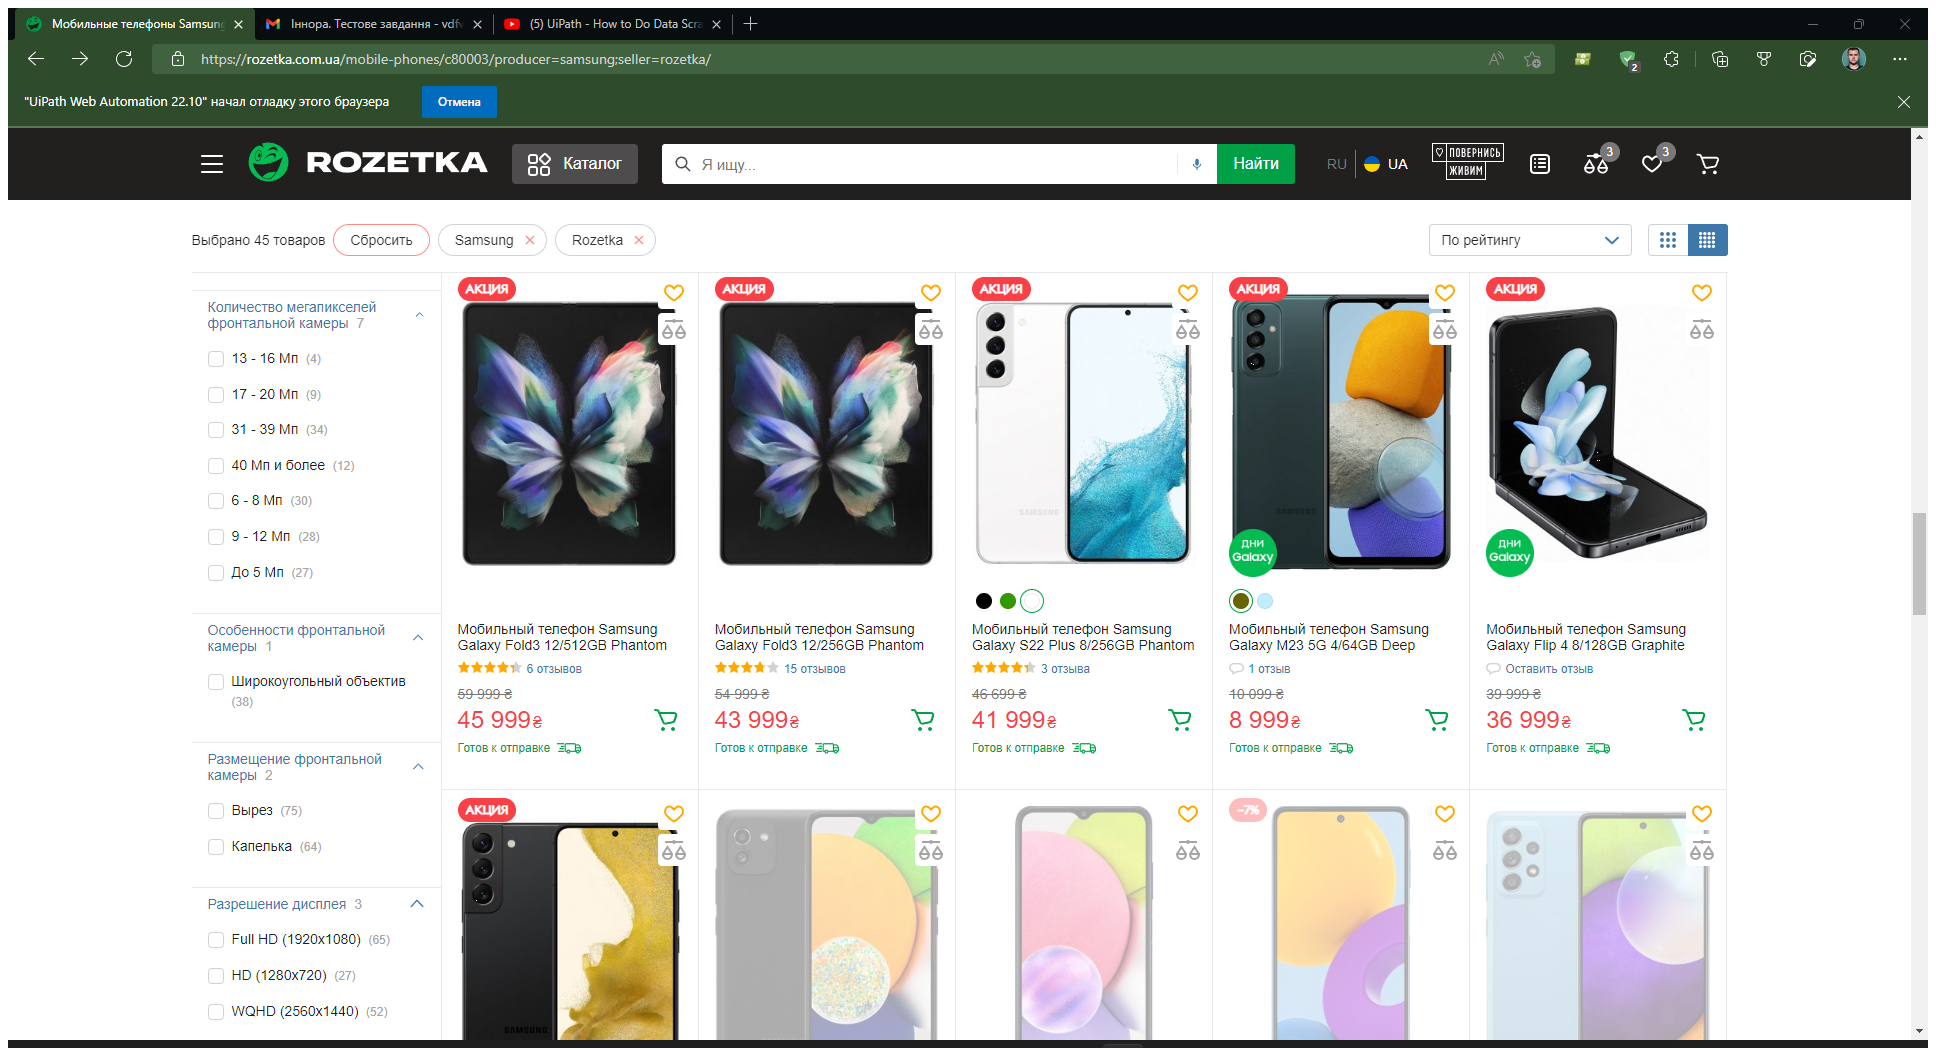 Мобильные телефоны Samsung
Іннора. Тестове завдання - vdfv
(5) UiPath - How to Do Data Scra
https://rozetka.com.ua/mobile-phones/c80003/producer=samsung;seller=rozetka/
2
"UiPath Web Automation 22.10" начал отладку этого браузера
Отмена
ROZETKA
Каталог
Я ищу...
Найти
RU
UA
ПОВЕРНИСЬ
ЖИВИМ
3
3
Выбрано 45 товаров
Сбросить
Samsung
Rozetka
По рейтингу
Количество мегапикселей
фронтальной камеры 7
13 - 16 Мп (4)
17 - 20 Мп (9)
31 - 39 Мп (34)
40 Мп и более (12)
6 - 8 Мп (30)
9 - 12 Мп (28)
До 5 Мп (27)
Особенности фронтальной
камеры 1
Широкоугольный объектив
(38)
Размещение фронтальной
камеры 2
Вырез (75)
Капелька (64)
Разрешение дисплея 3
Full HD (1920x1080) (65)
HD (1280x720) (27)
WQHD (2560x1440) (52)
АКЦИЯ
Мобильный телефон Samsung
Galaxy Fold3 12/512GB Phantom
6 отзывов
59 999 ₴
45 999₴
Готов к отправке
АКЦИЯ
Мобильный телефон Samsung
Galaxy Fold3 12/256GB Phantom
15 отзывов
54 999 ₴
43 999₴
Готов к отправке
АКЦИЯ
SAMSUNG
Мобильный телефон Samsung
Galaxy S22 Plus 8/256GB Phantom
3 отзыва
46 699 ₴
41 999₴
Готов к отправке
АКЦИЯ
SAMSUNG
ДНИ
Galaxy
Мобильный телефон Samsung
Galaxy M23 5G 4/64GB Deep
1 отзыв
10 099 ₴
8 999₴
Готов к отправке
АКЦИЯ
ДНИ
Galaxy
Мобильный телефон Samsung
Galaxy Flip 4 8/128GB Graphite
Оставить отзыв
39 999 ₴
36 999₴
Готов к отправке
АКЦИЯ
SAMSUNG
-7%